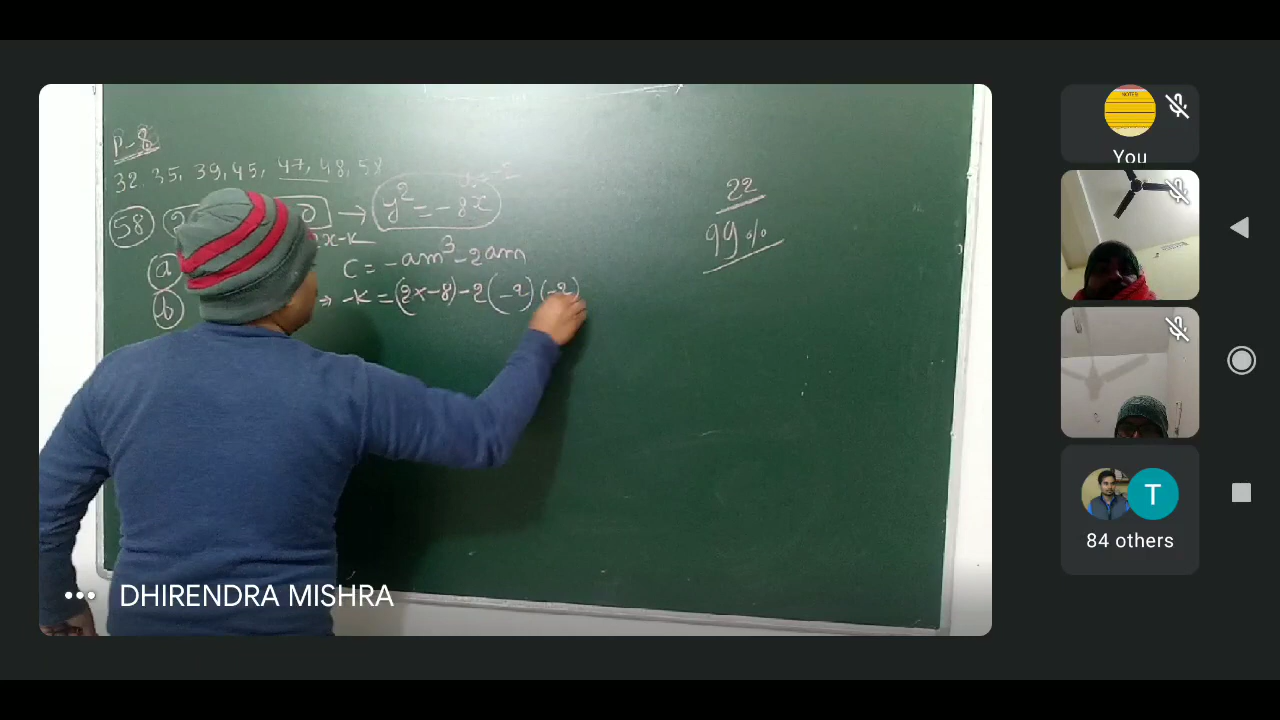 P-8
32. 35, 39, 45, 47, 48, 58
58 → y² = -8x
x-k
a C = -am³ - 2am
b ⇒ -k = (2×-8) - 2(-2)(-2)
22
99%
DHIRENDRA MISHRA
NOTES
You
T
84 others